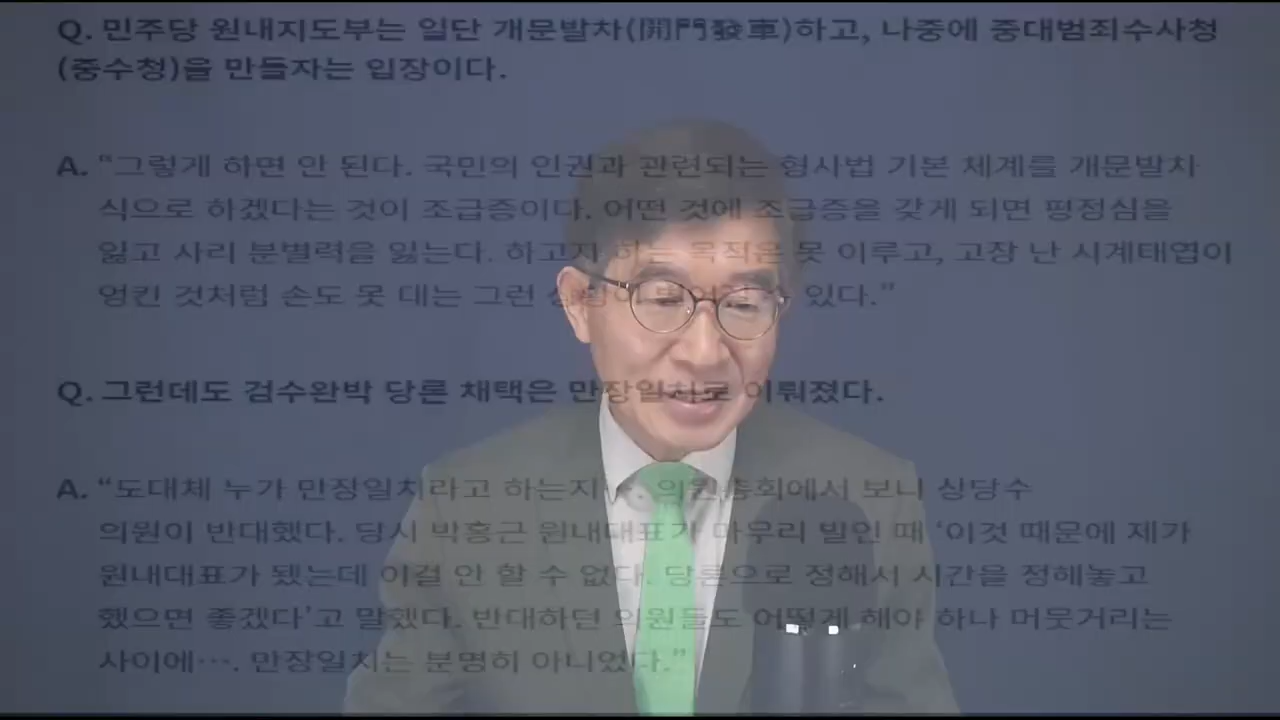 Q. 민주당 원내지도부는 일단 개문발차(開門發車)하고, 나중에 중대범죄수사청
(중수청)을 만들자는 입장이다.
A. “그렇게 하면 안 된다. 국민의 인권과 관련되는 형사법 기본 체계를 개문발차
식으로 하겠다는 것이 조급증이다. 어떤 것에 조급증을 갖게 되면 평정심을
잃고 사리 분별력을 잃는다. 하고자 하는 목적은 못 이루고, 고장 난 시계태엽이
엉킨 것처럼 손도 못 대는 그런 있다.”
Q. 그런데도 검수완박 당론 채택은 만장일치로 이뤄졌다.
A. “도대체 누가 만장일치라고 하는지…. 의원총회에서 보니 상당수
의원이 반대했다. 당시 박홍근 원내대표가 마무리 발언 때 ‘이것 때문에 제가
원내대표가 됐는데 이걸 안 할 수 없다. 당론으로 정해서 시간을 정해놓고
했으면 좋겠다’고 말했다. 반대하던 의원들도 어떻게 해야 하나 머뭇거리는
사이에…. 만장일치는 분명히 아니었다.”